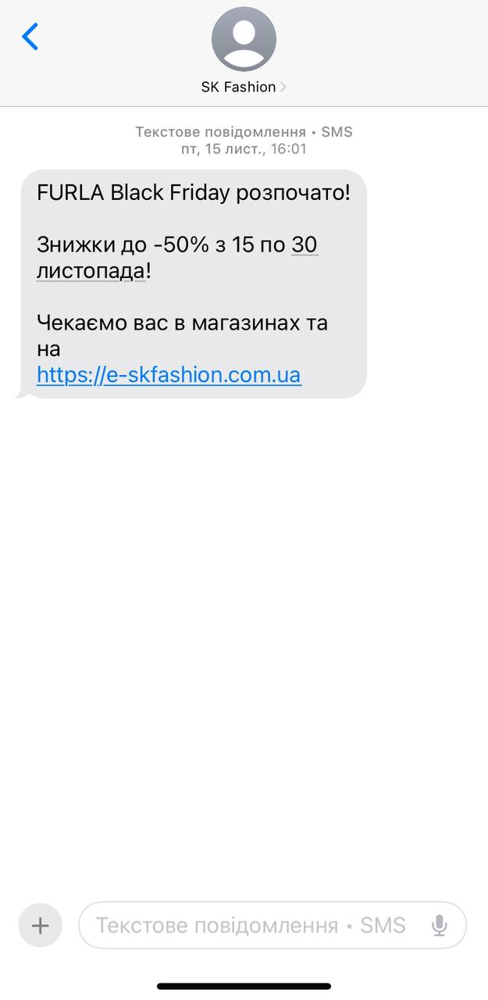 SK Fashion
Текстове повідомлення • SMS
пт, 15 лист., 16:01
FURLA Black Friday розпочато!
Знижки до -50% з 15 по 30
листопада!
Чекаємо вас в магазинах та
на
https://e-skfashion.com.ua
Текстове повідомлення • SMS